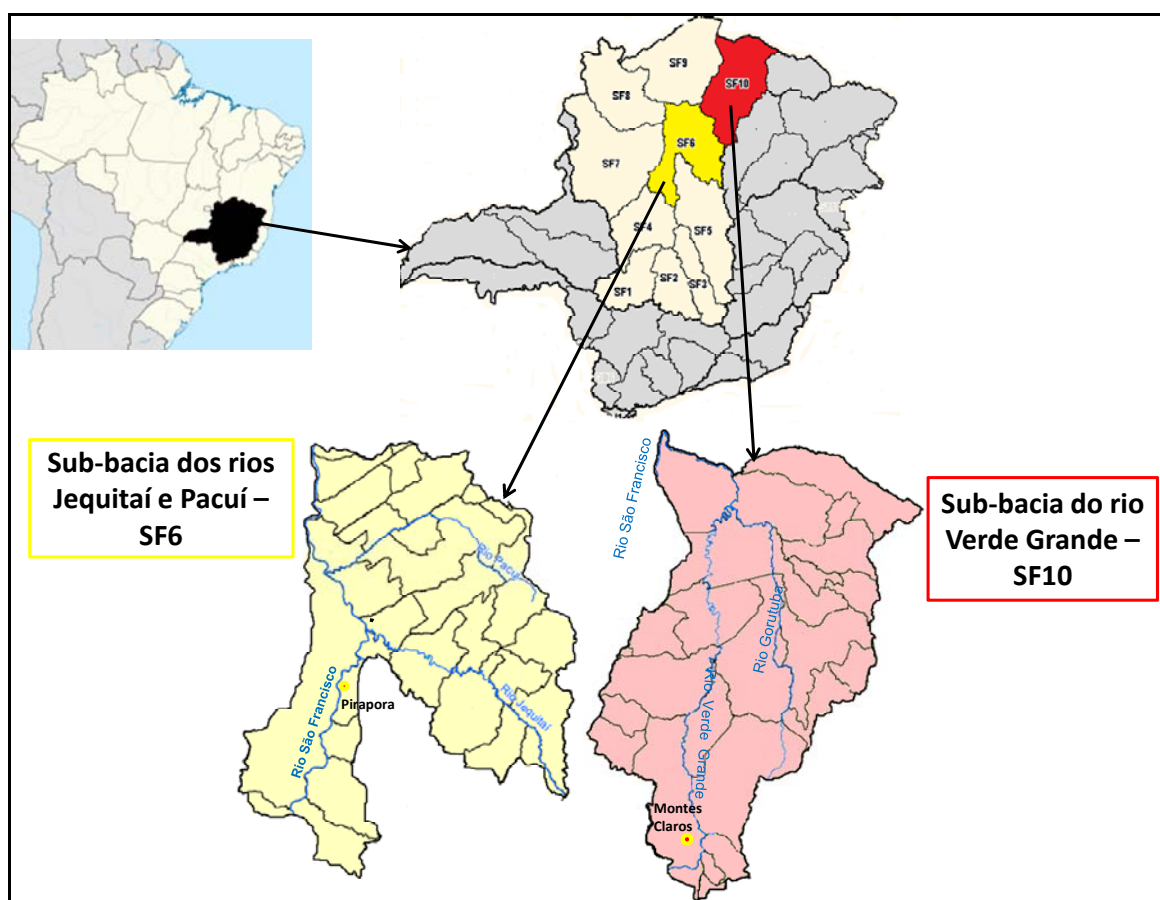 SF9
SF10
SF8
SF6
SF7
SF4
SF5
SF2
SF1
SF3
Sub-bacia dos rios
Jequitaí e Pacuí –
SF6
Rio São Francisco
Sub-bacia do rio
Verde Grande –
SF10
Rio Pacuí
Rio Gorutuba
Rio Jequitaí
Rio São Francisco
Pirapora
Rio Verde Grande
Montes
Claros